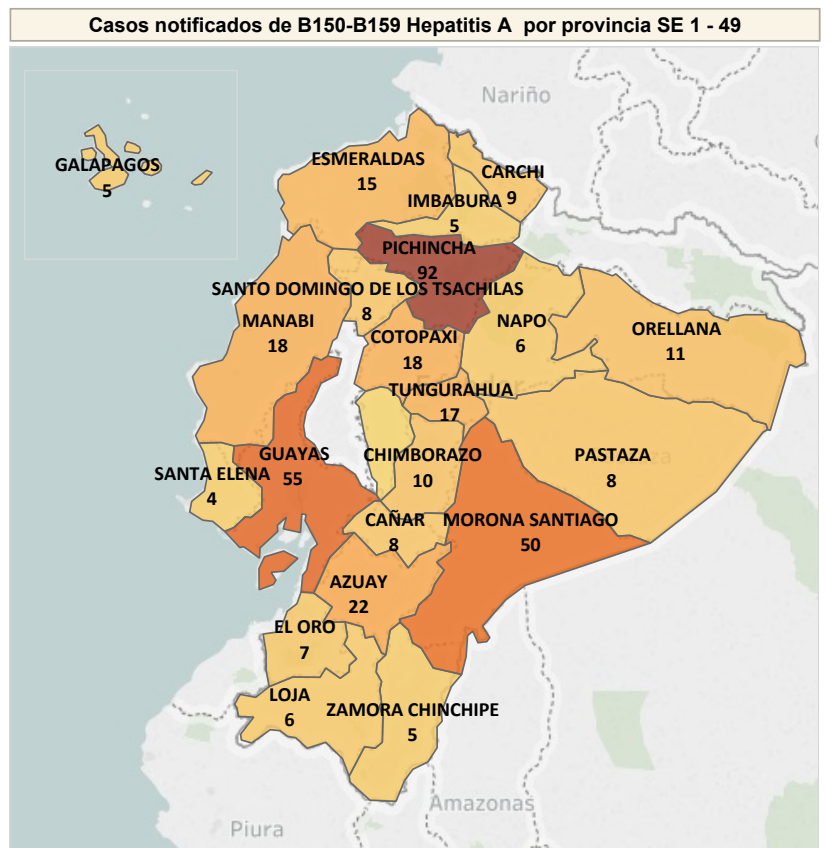 Casos notificados de B150-B159 Hepatitis A por provincia SE 1 - 49
Nariño
GALAPAGOS
5
ESMERALDAS
15
CARCHI
9
IMBABURA
5
PICHINCHA
92
SANTO DOMINGO DE LOS TSACHILAS
8
MANABI
18
COTOPAXI
18
NAPO
6
ORELLANA
11
TUNGURAHUA
17
GUAYAS
55
CHIMBORAZO
10
PASTAZA
8
SANTA ELENA
4
CAÑAR
8
MORONA SANTIAGO
50
AZUAY
22
EL ORO
7
LOJA
6
ZAMORA CHINCHIPE
5
Amazonas
Piura